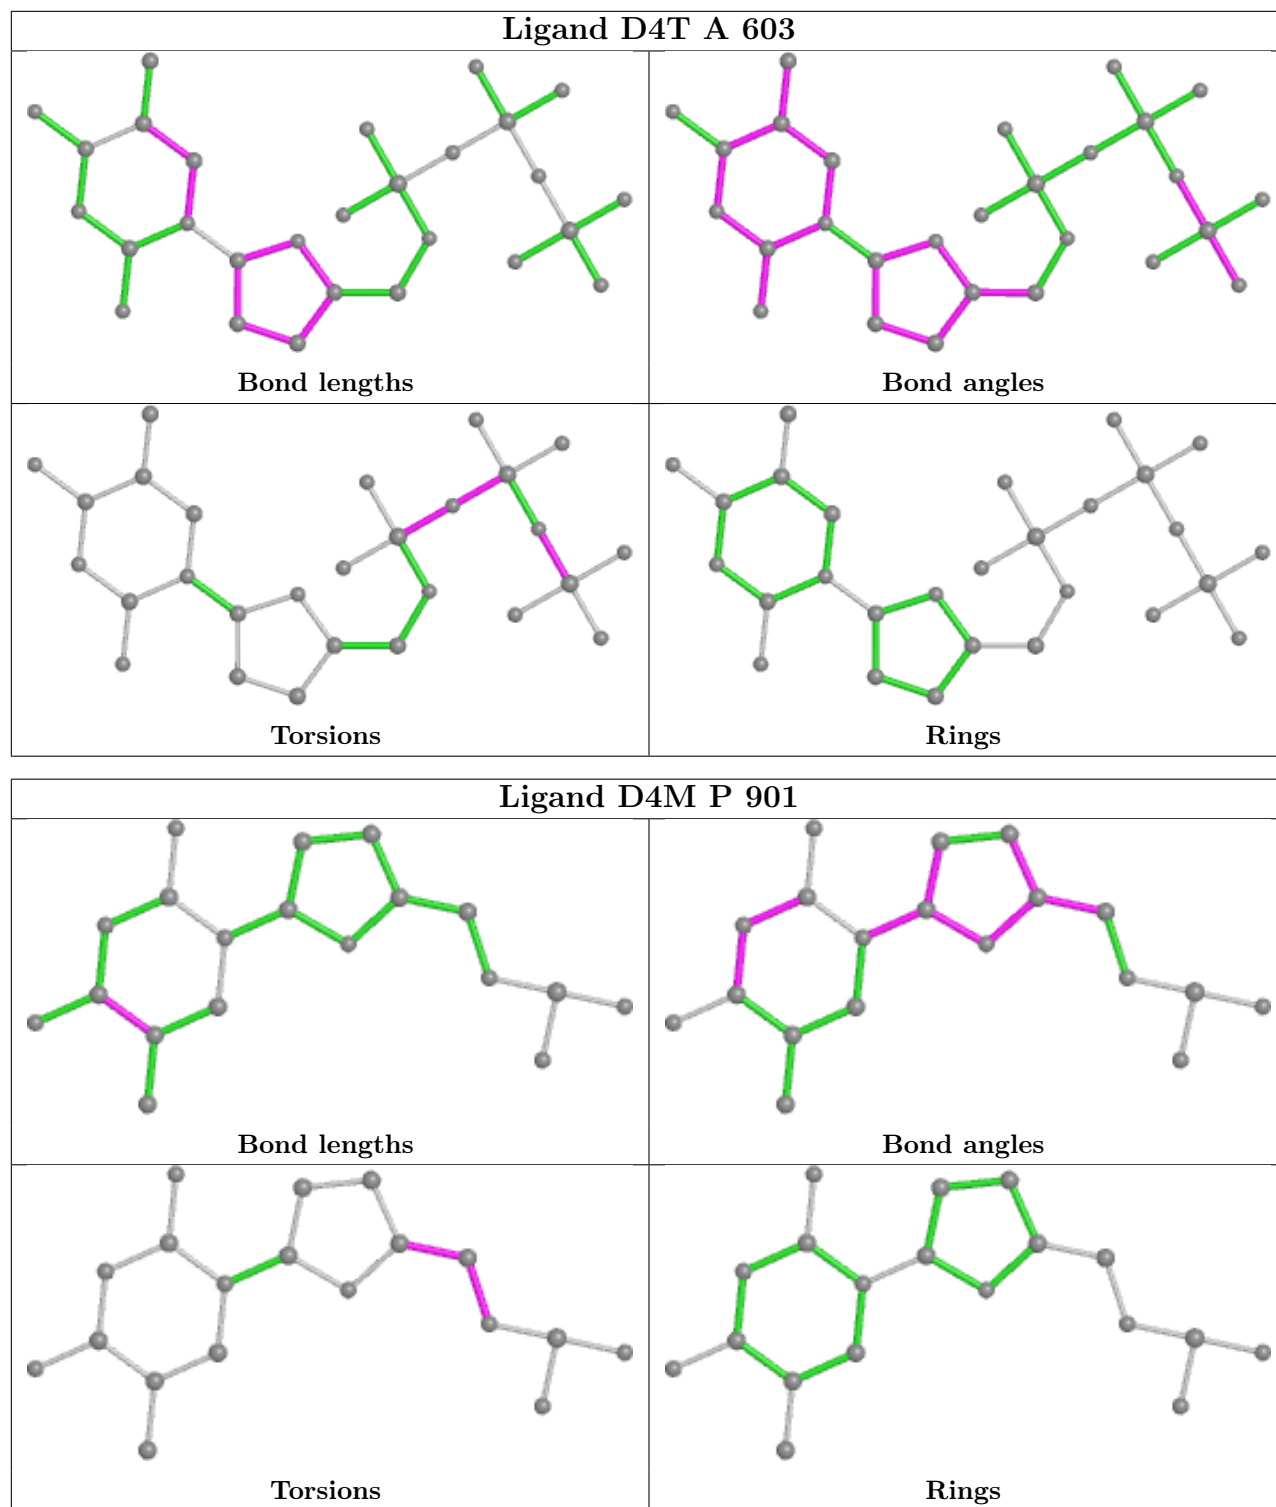 Ligand D4T A 603
Bond lengths
Bond angles
Torsions
Rings
Ligand D4M P 901
Bond lengths
Bond angles
Torsions
Rings